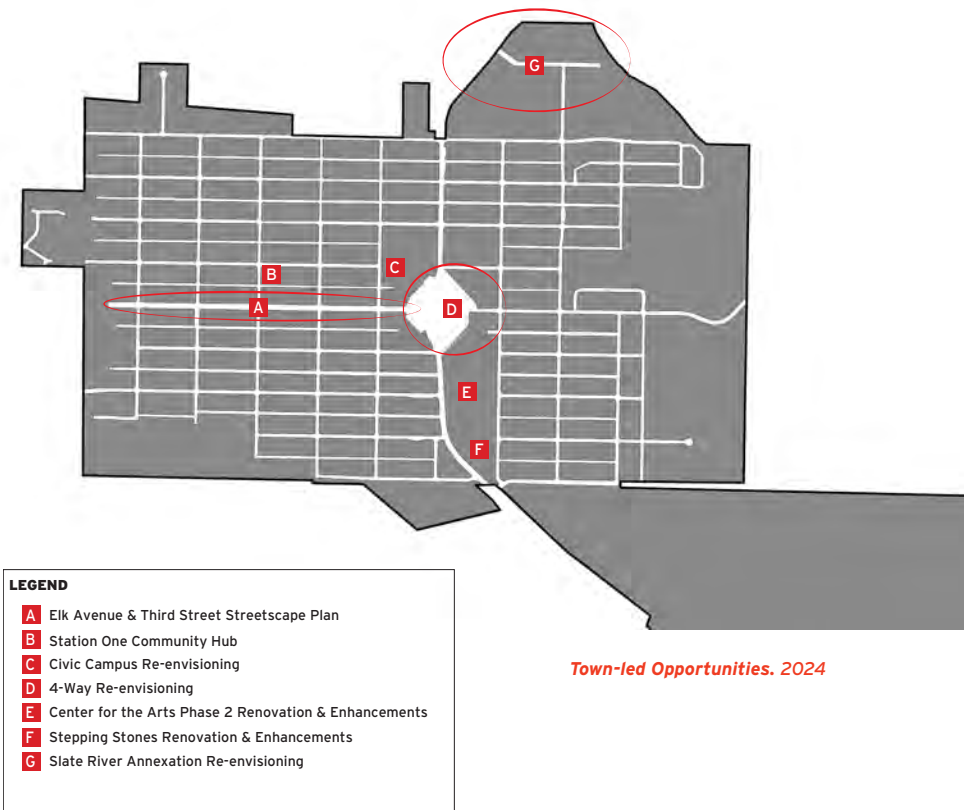 G
B
C
A
D
E
F
LEGEND
A Elk Avenue & Third Street Streetscape Plan
B Station One Community Hub
C Civic Campus Re-envisioning
D 4-Way Re-envisioning
E Center for the Arts Phase 2 Renovation & Enhancements
F Stepping Stones Renovation & Enhancements
G Slate River Annexation Re-envisioning
Town-led Opportunities. 2024